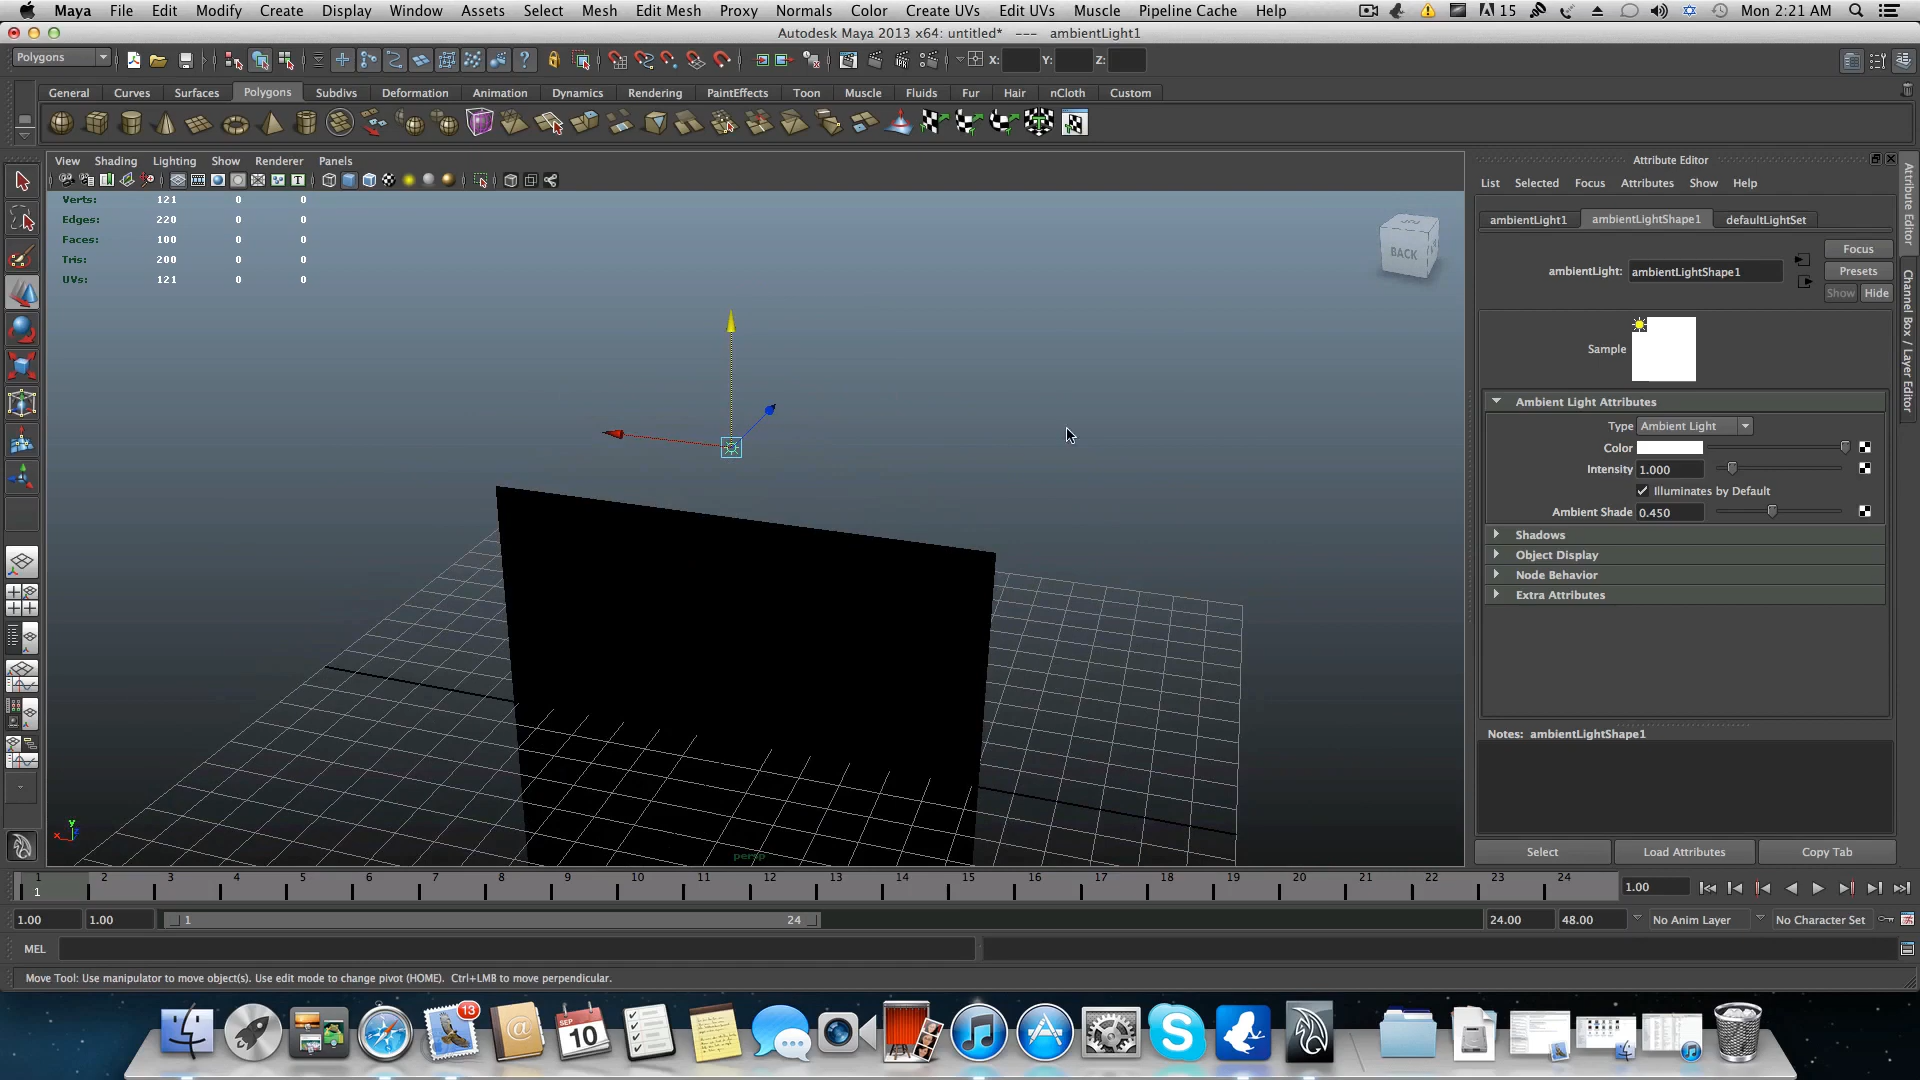 Maya File Edit Modify Create Display Window Assets Select Mesh Edit Mesh Proxy Normals Color Create UVs Edit UVs Muscle Pipeline Cache Help 15 Mon 2:21 AM
Autodesk Maya 2013 x64: untitled* --- ambientLight1
Polygons X: Y: Z:
General Curves Surfaces Polygons Subdivs Deformation Animation Dynamics Rendering PaintEffects Toon Muscle Fluids Fur Hair nCloth Custom
View Shading Lighting Show Renderer Panels
Verts: 121 0 0
Edges: 220 0 0
Faces: 100 0 0
Tris: 200 0 0
UVs: 121 0 0
BACK
persp
Attribute Editor
List Selected Focus Attributes Show Help
ambientLight1 ambientLightShape1 defaultLightSet
Focus
ambientLight: ambientLightShape1 Presets
Show Hide
Sample
Ambient Light Attributes
Type Ambient Light
Color
Intensity 1.000
Illuminates by Default
Ambient Shade 0.450
Shadows
Object Display
Node Behavior
Extra Attributes
Notes: ambientLightShape1
Select Load Attributes Copy Tab
Attribute Editor
Channel Box / Layer Editor
1 2 3 4 5 6 7 8 9 10 11 12 13 14 15 16 17 18 19 20 21 22 23 24 1.00
1
1.00 1.00 1 24 24.00 48.00 No Anim Layer No Character Set
MEL
Move Tool: Use manipulator to move object(s). Use edit mode to change pivot (HOME). Ctrl+LMB to move perpendicular.
13
SEP
10